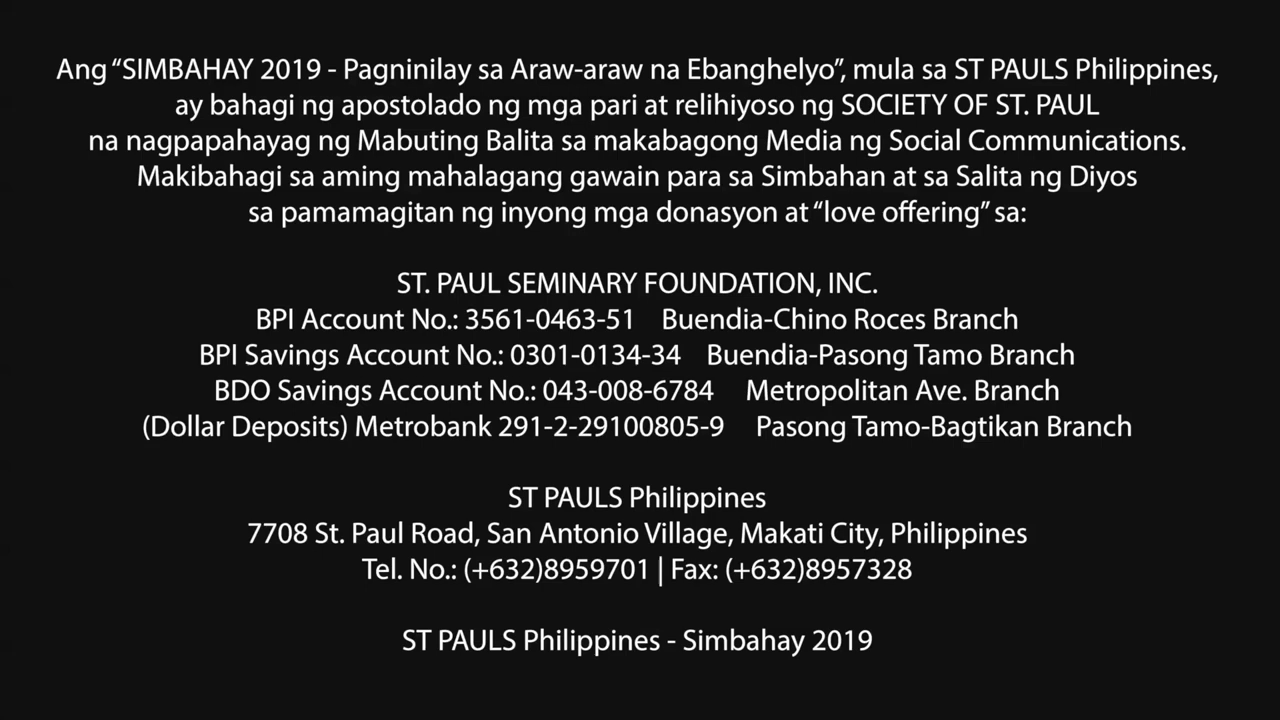 Ang “SIMBAHAY 2019 - Pagninilay sa Araw-araw na Ebanghelyo”, mula sa ST PAULS Philippines,
ay bahagi ng apostolado ng mga pari at relihiyoso ng SOCIETY OF ST. PAUL
na nagpapahayag ng Mabuting Balita sa makabagong Media ng Social Communications.
Makibahagi sa aming mahalagang gawain para sa Simbahan at sa Salita ng Diyos
sa pamamagitan ng inyong mga donasyon at “love offering” sa:
ST. PAUL SEMINARY FOUNDATION, INC.
BPI Account No.: 3561-0463-51 Buendia-Chino Roces Branch
BPI Savings Account No.: 0301-0134-34 Buendia-Pasong Tamo Branch
BDO Savings Account No.: 043-008-6784 Metropolitan Ave. Branch
(Dollar Deposits) Metrobank 291-2-29100805-9 Pasong Tamo-Bagtikan Branch
ST PAULS Philippines
7708 St. Paul Road, San Antonio Village, Makati City, Philippines
Tel. No.: (+632)8959701 | Fax: (+632)8957328
ST PAULS Philippines - Simbahay 2019